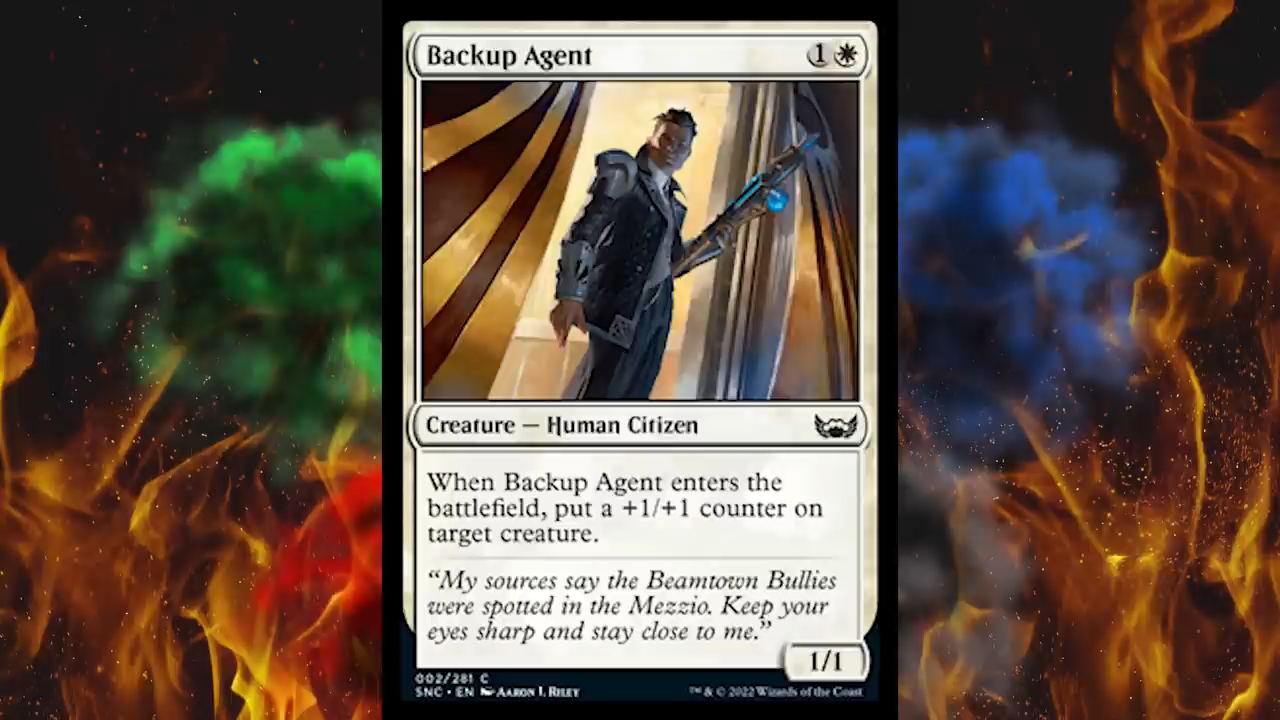 Backup Agent
1
Creature — Human Citizen
When Backup Agent enters the
battlefield, put a +1/+1 counter on
target creature.
“My sources say the Beamtown Bullies
were spotted in the Mezzio. Keep your
eyes sharp and stay close to me.”
1/1
002/281 C
SNC • EN Aaron J. Riley
™ & © 2022 Wizards of the Coast